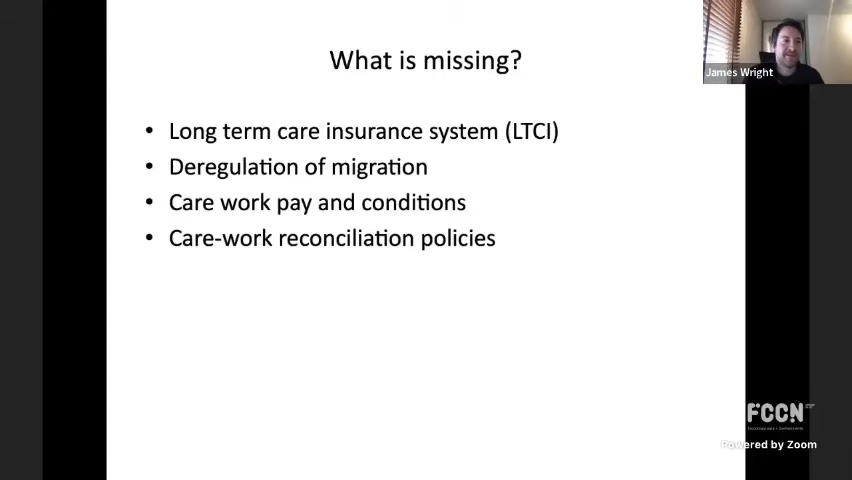 What is missing?
James Wright
• Long term care insurance system (LTCI)
• Deregulation of migration
• Care work pay and conditions
• Care-work reconciliation policies
FCCN
Powered by Zoom